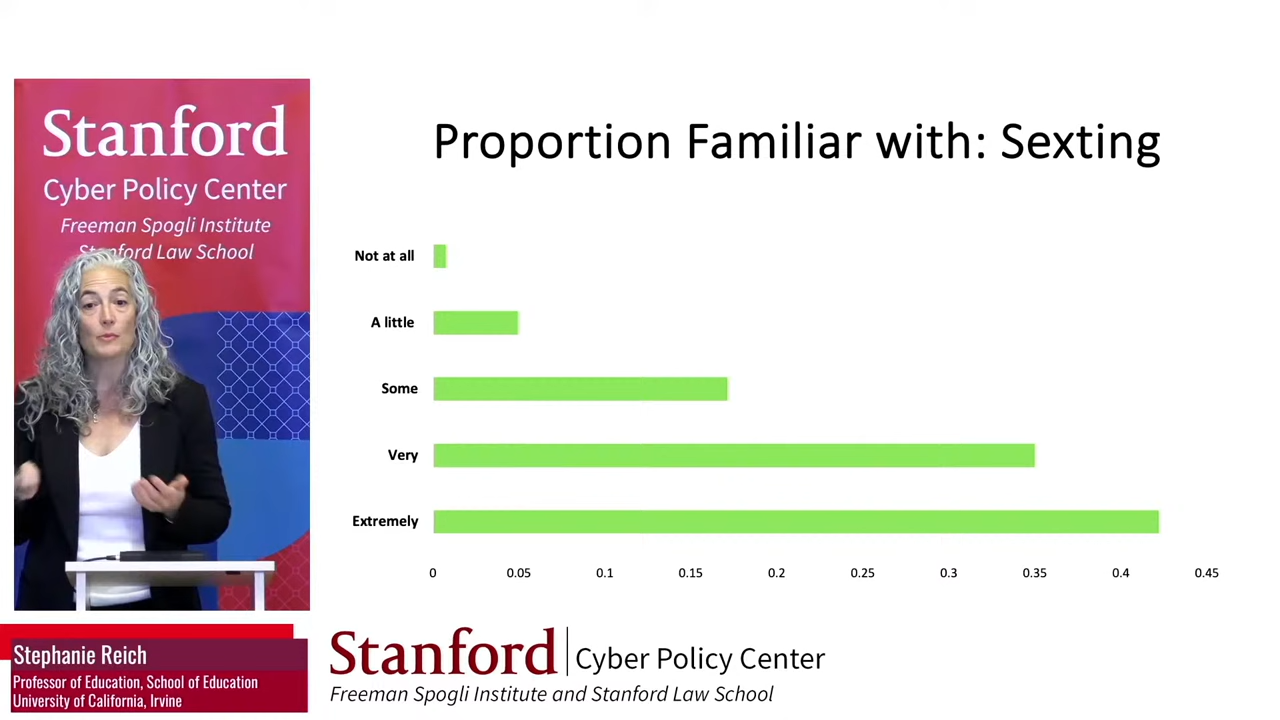 Stanford
Cyber Policy Center
Freeman Spogli Institute
Stanford Law School
Proportion Familiar with: Sexting
Not at all
A little
Some
Very
Extremely
0 0.05 0.1 0.15 0.2 0.25 0.3 0.35 0.4 0.45
Stephanie Reich
Professor of Education, School of Education
University of California, Irvine
Stanford | Cyber Policy Center
Freeman Spogli Institute and Stanford Law School